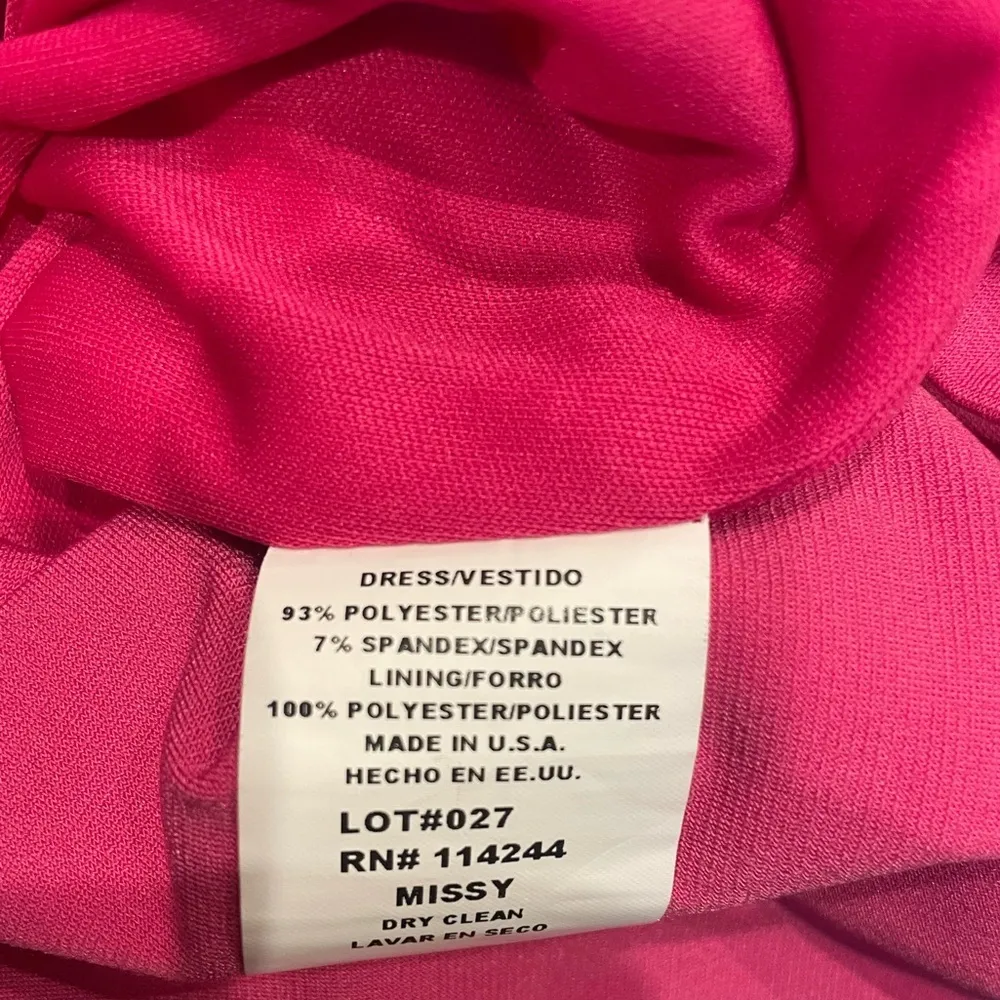 DRESS/VESTIDO
93% POLYESTER/POLIESTER
7% SPANDEX/SPANDEX
LINING/FORRO
100% POLYESTER/POLIESTER
MADE IN U.S.A.
HECHO EN EE.UU.
LOT#027
RN# 114244
MISSY
DRY CLEAN
LAVAR EN SECO